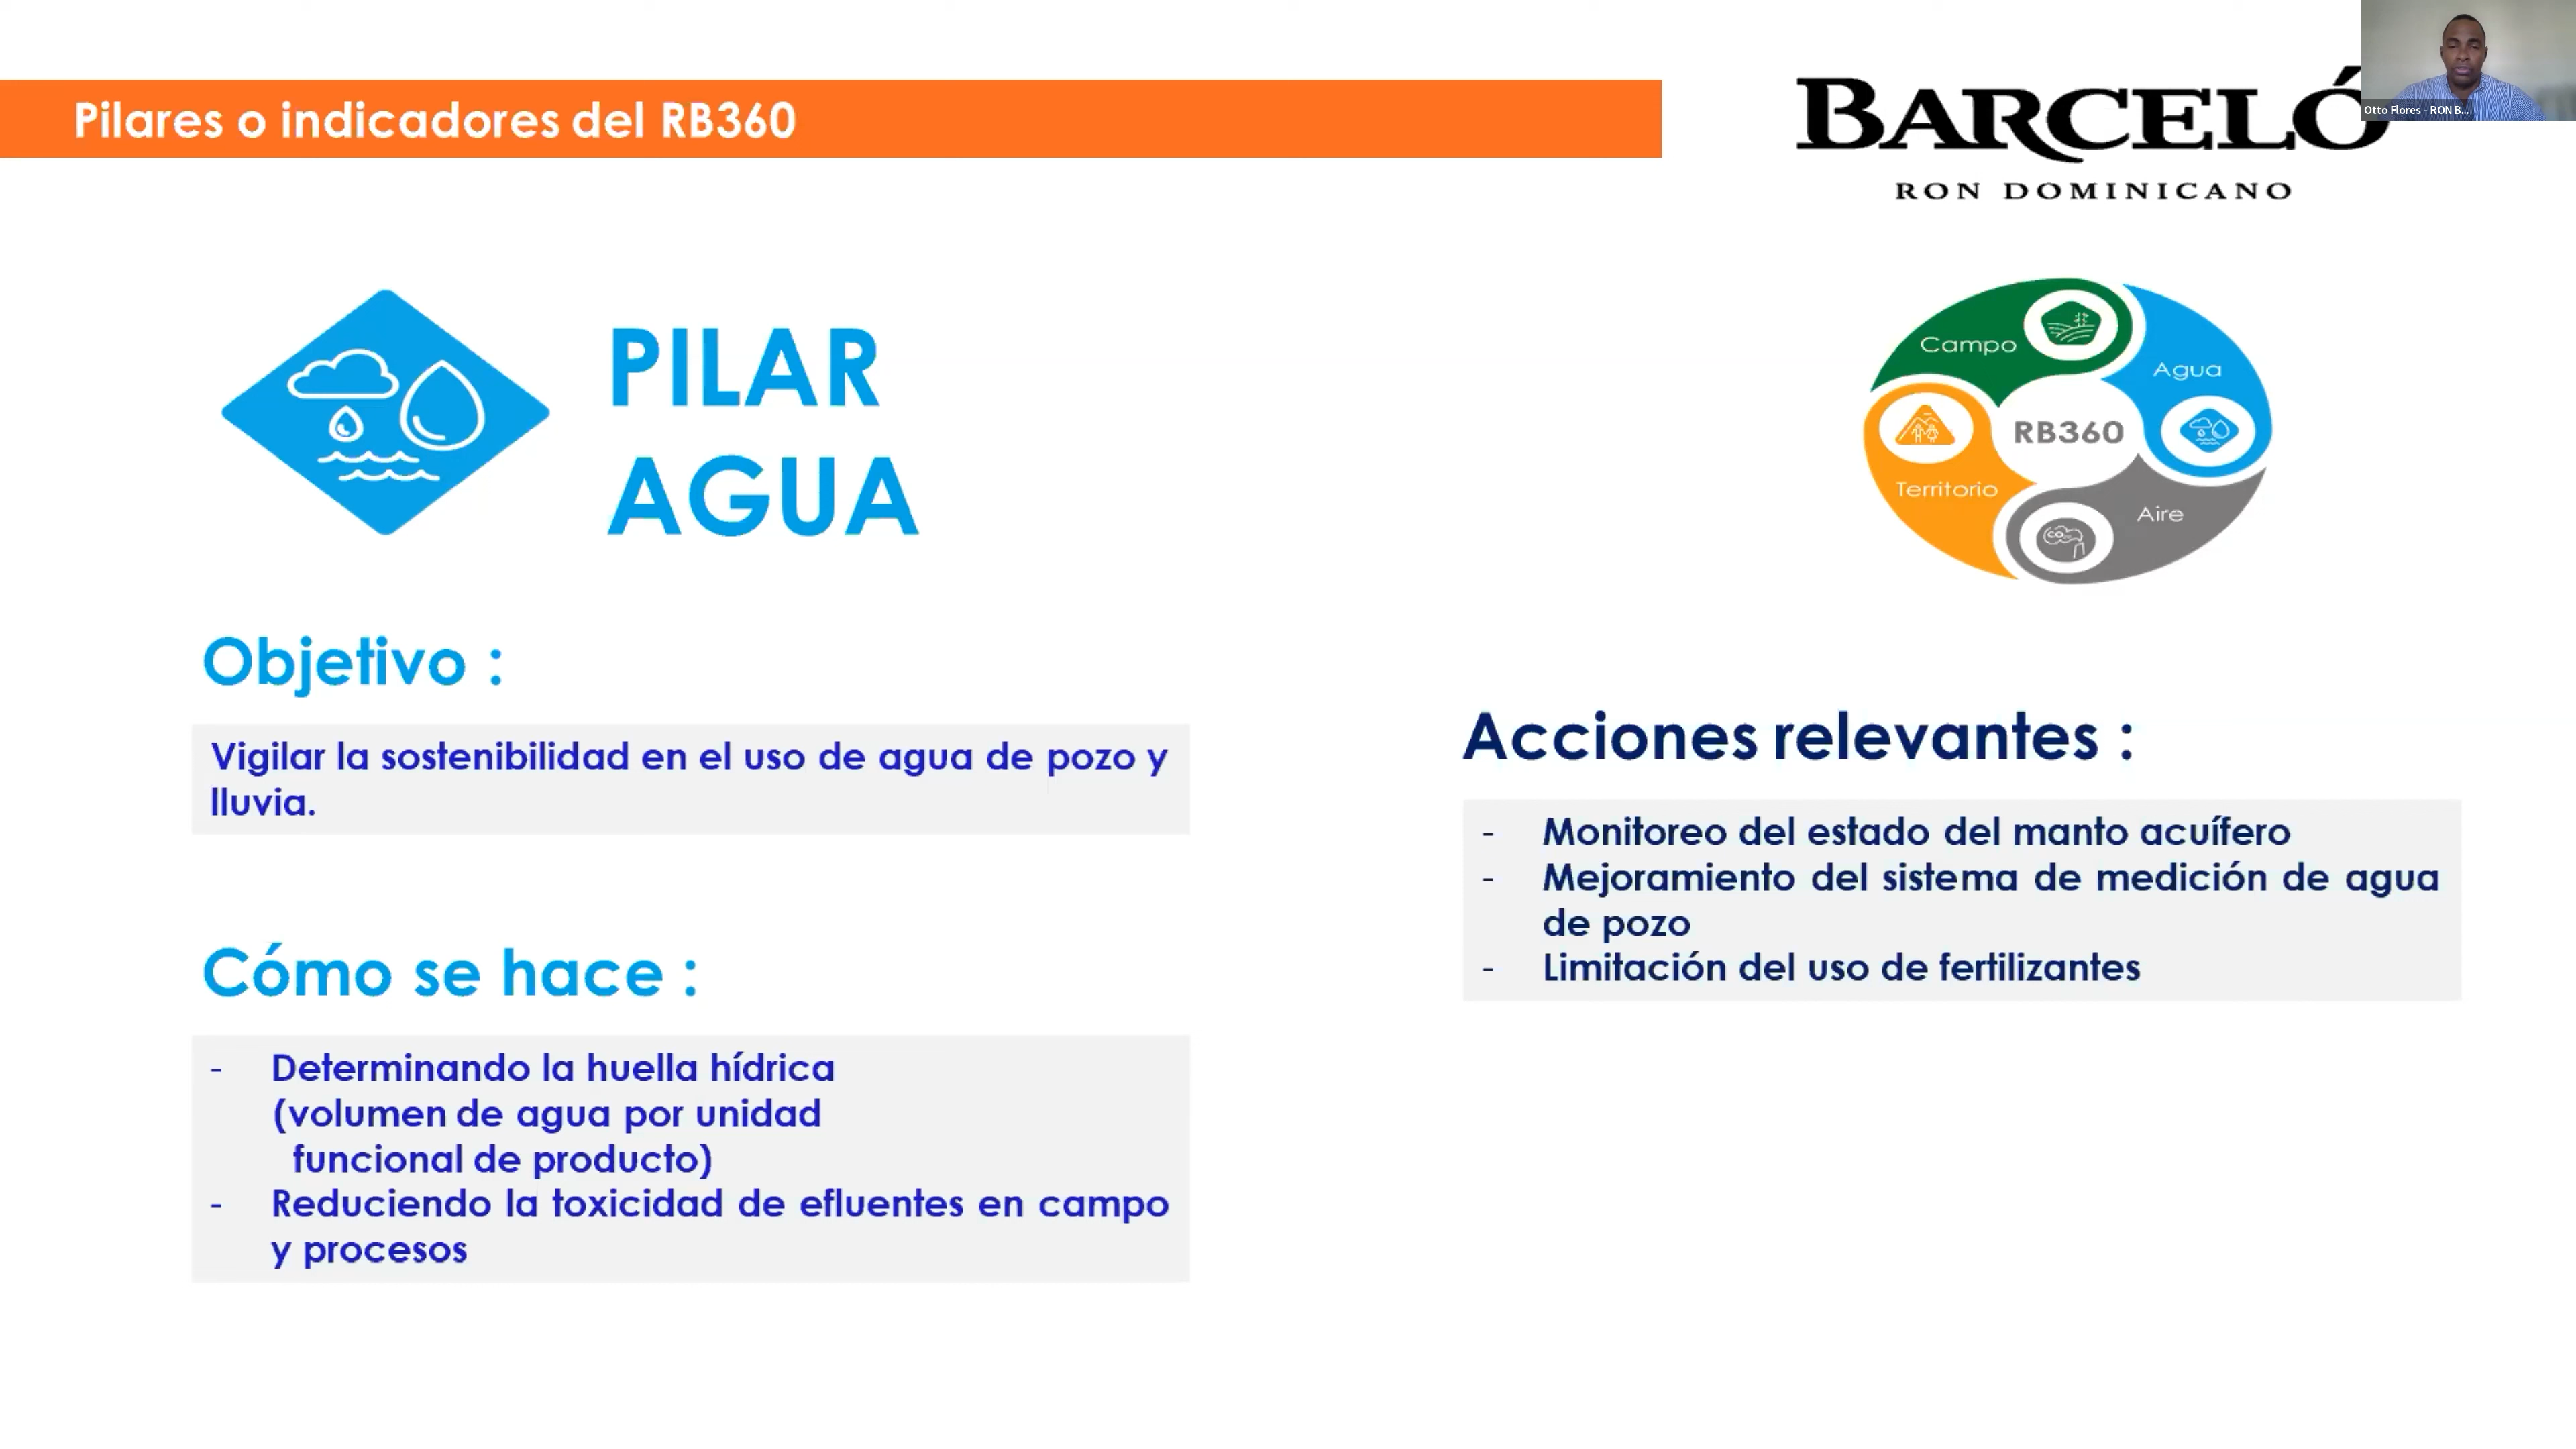 Pilares o indicadores del RB360
BARCELÓ
RON DOMINICANO
Otto Flores - RON B...
PILAR
AGUA
Campo
Agua
RB360
Territorio
Aire
CO₂
Objetivo :
Vigilar la sostenibilidad en el uso de agua de pozo y
lluvia.
Cómo se hace :
- Determinando la huella hídrica
(volumen de agua por unidad
funcional de producto)
- Reduciendo la toxicidad de efluentes en campo
y procesos
Acciones relevantes :
- Monitoreo del estado del manto acuífero
- Mejoramiento del sistema de medición de agua
de pozo
- Limitación del uso de fertilizantes